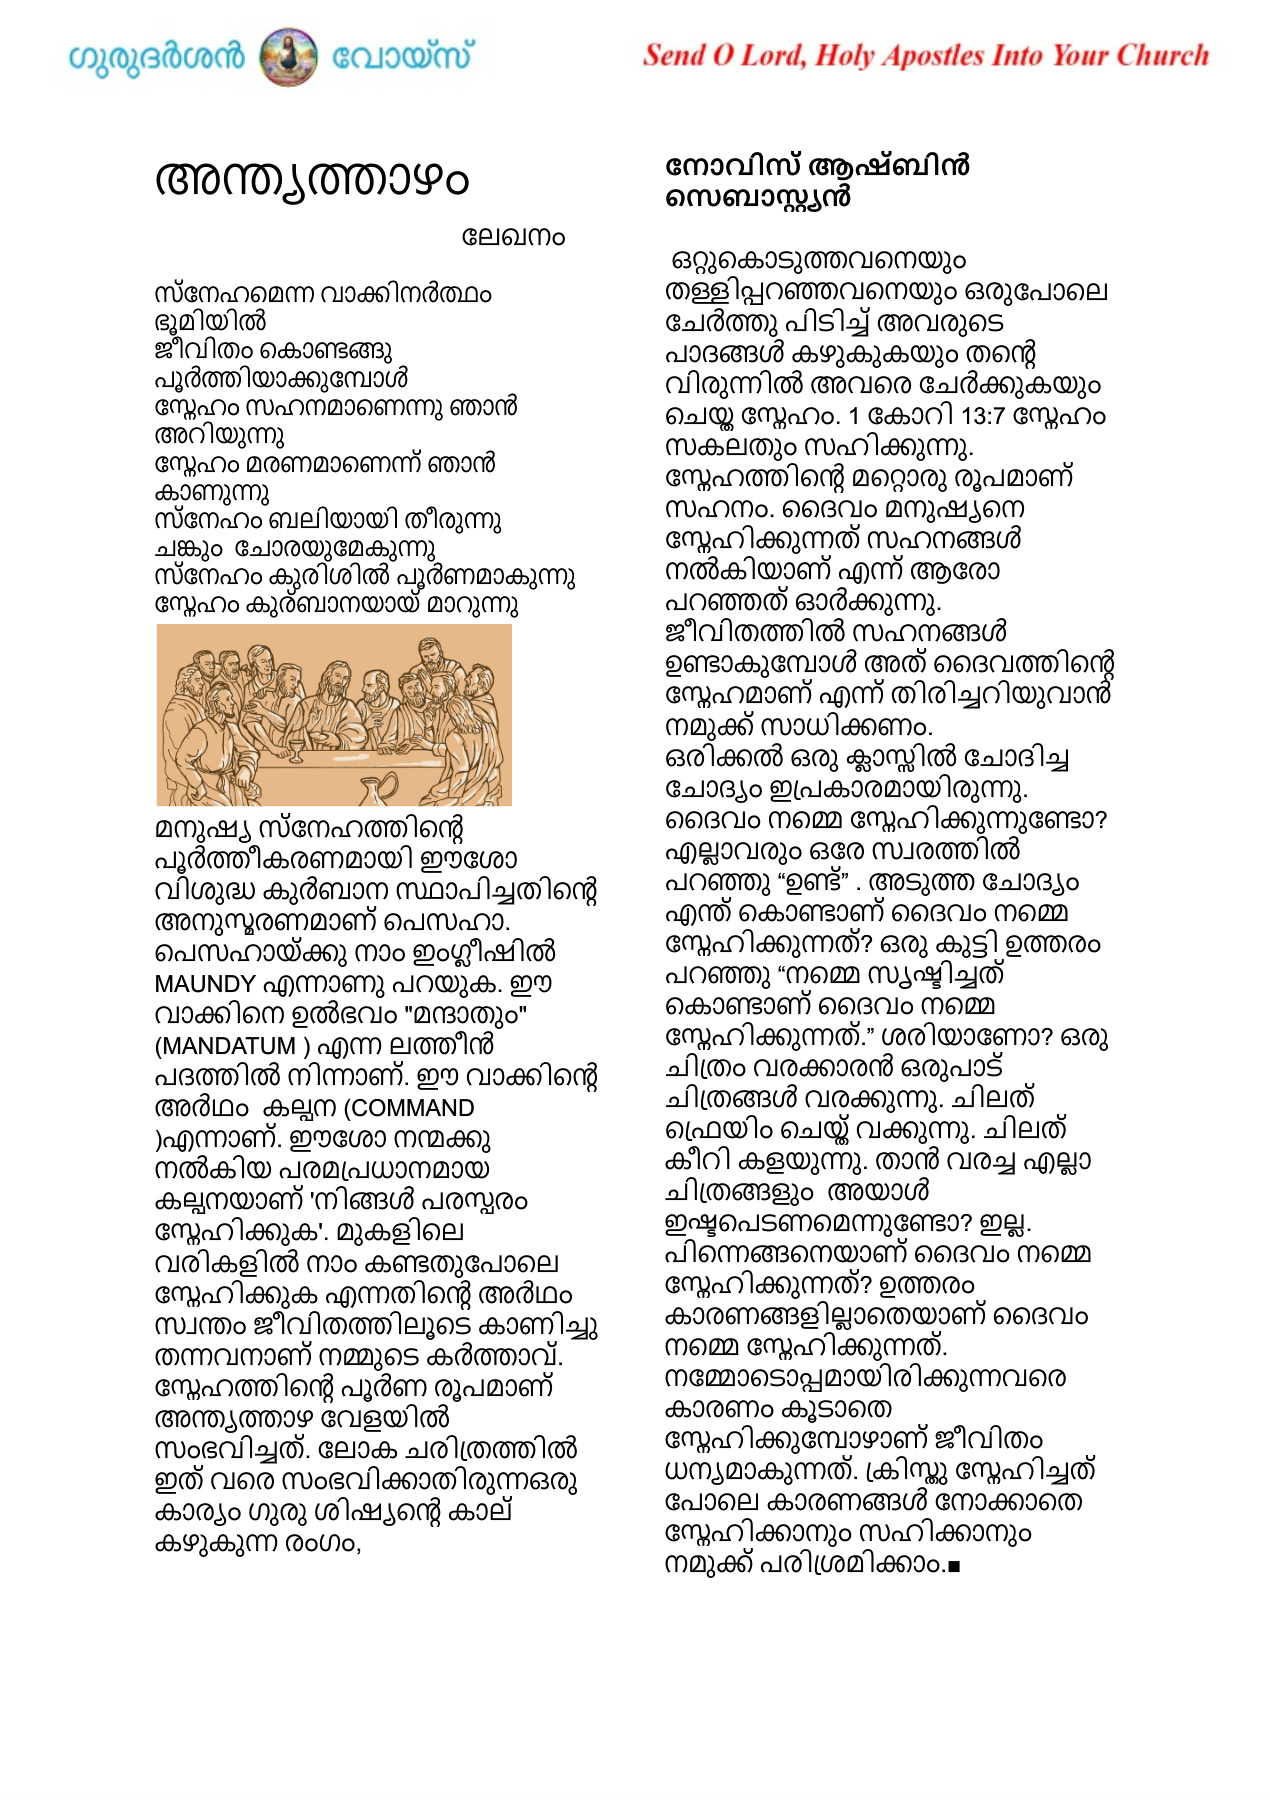 ഗുരുദർശൻ വോയ്സ്
Send O Lord, Holy Apostles Into Your Church
അന്ത്യത്താഴം
ലേഖനം
സ്നേഹമെന്ന വാക്കിനർത്ഥം
ഭൂമിയിൽ
ജീവിതം കൊണ്ടങ്ങു
പൂർത്തിയാക്കുമ്പോൾ
സ്നേഹം സഹനമാണെന്നു ഞാൻ
അറിയുന്നു
സ്നേഹം മരണമാണെന്ന് ഞാൻ
കാണുന്നു
സ്നേഹം ബലിയായി തീരുന്നു
ചങ്കും ചോരയുമേകുന്നു
സ്നേഹം കുരിശിൽ പൂർണമാകുന്നു
സ്നേഹം കുര്ബാനയായ് മാറുന്നു
മനുഷ്യ സ്നേഹത്തിന്റെ
പൂർത്തീകരണമായി ഈശോ
വിശുദ്ധ കുർബാന സ്ഥാപിച്ചതിന്റെ
അനുസ്മരണമാണ് പെസഹാ.
പെസഹായ്ക്കു നാം ഇംഗ്ലീഷിൽ
MAUNDY എന്നാണു പറയുക. ഈ
വാക്കിനെ ഉൽഭവം "മന്ദാതും"
(MANDATUM ) എന്ന ലത്തീൻ
പദത്തിൽ നിന്നാണ്. ഈ വാക്കിന്റെ
അർഥം കല്പന (COMMAND
)എന്നാണ്. ഈശോ നന്മക്കു
നൽകിയ പരമപ്രധാനമായ
കല്പനയാണ് 'നിങ്ങൾ പരസ്പരം
സ്നേഹിക്കുക'. മുകളിലെ
വരികളിൽ നാം കണ്ടതുപോലെ
സ്നേഹിക്കുക എന്നതിന്റെ അർഥം
സ്വന്തം ജീവിതത്തിലൂടെ കാണിച്ചു
തന്നവനാണ് നമ്മുടെ കർത്താവ്.
സ്നേഹത്തിന്റെ പൂർണ രൂപമാണ്
അന്ത്യത്താഴ വേളയിൽ
സംഭവിച്ചത്. ലോക ചരിത്രത്തിൽ
ഇത് വരെ സംഭവിക്കാതിരുന്നഒരു
കാര്യം ഗുരു ശിഷ്യന്റെ കാല്
കഴുകുന്ന രംഗം,
നോവിസ് ആഷ്ബിൻ
സെബാസ്റ്റ്യൻ
ഒറ്റുകൊടുത്തവനെയും
തള്ളിപ്പറഞ്ഞവനെയും ഒരുപോലെ
ചേർത്തു പിടിച്ച് അവരുടെ
പാദങ്ങൾ കഴുകുകയും തന്റെ
വിരുന്നിൽ അവരെ ചേർക്കുകയും
ചെയ്ത സ്നേഹം. 1 കോറി 13:7 സ്നേഹം
സകലതും സഹിക്കുന്നു.
സ്നേഹത്തിന്റെ മറ്റൊരു രൂപമാണ്
സഹനം. ദൈവം മനുഷ്യനെ
സ്നേഹിക്കുന്നത് സഹനങ്ങൾ
നൽകിയാണ് എന്ന് ആരോ
പറഞ്ഞത് ഓർക്കുന്നു.
ജീവിതത്തിൽ സഹനങ്ങൾ
ഉണ്ടാകുമ്പോൾ അത് ദൈവത്തിന്റെ
സ്നേഹമാണ് എന്ന് തിരിച്ചറിയുവാൻ
നമുക്ക് സാധിക്കണം.
ഒരിക്കൽ ഒരു ക്ലാസ്സിൽ ചോദിച്ച
ചോദ്യം ഇപ്രകാരമായിരുന്നു.
ദൈവം നമ്മെ സ്നേഹിക്കുന്നുണ്ടോ?
എല്ലാവരും ഒരേ സ്വരത്തിൽ
പറഞ്ഞു “ഉണ്ട്” . അടുത്ത ചോദ്യം
എന്ത് കൊണ്ടാണ് ദൈവം നമ്മെ
സ്നേഹിക്കുന്നത്? ഒരു കുട്ടി ഉത്തരം
പറഞ്ഞു “നമ്മെ സൃഷ്ടിച്ചത്
കൊണ്ടാണ് ദൈവം നമ്മെ
സ്നേഹിക്കുന്നത്.” ശരിയാണോ? ഒരു
ചിത്രം വരക്കാരൻ ഒരുപാട്
ചിത്രങ്ങൾ വരക്കുന്നു. ചിലത്
ഫ്രെയിം ചെയ്ത് വക്കുന്നു. ചിലത്
കീറി കളയുന്നു. താൻ വരച്ച എല്ലാ
ചിത്രങ്ങളും അയാൾ
ഇഷ്ടപെടണമെന്നുണ്ടോ? ഇല്ല.
പിന്നെങ്ങനെയാണ് ദൈവം നമ്മെ
സ്നേഹിക്കുന്നത്? ഉത്തരം
കാരണങ്ങളില്ലാതെയാണ് ദൈവം
നമ്മെ സ്നേഹിക്കുന്നത്.
നമ്മോടൊപ്പമായിരിക്കുന്നവരെ
കാരണം കൂടാതെ
സ്നേഹിക്കുമ്പോഴാണ് ജീവിതം
ധന്യമാകുന്നത്. ക്രിസ്തു സ്നേഹിച്ചത്
പോലെ കാരണങ്ങൾ നോക്കാതെ
സ്നേഹിക്കാനും സഹിക്കാനും
നമുക്ക് പരിശ്രമിക്കാം.■